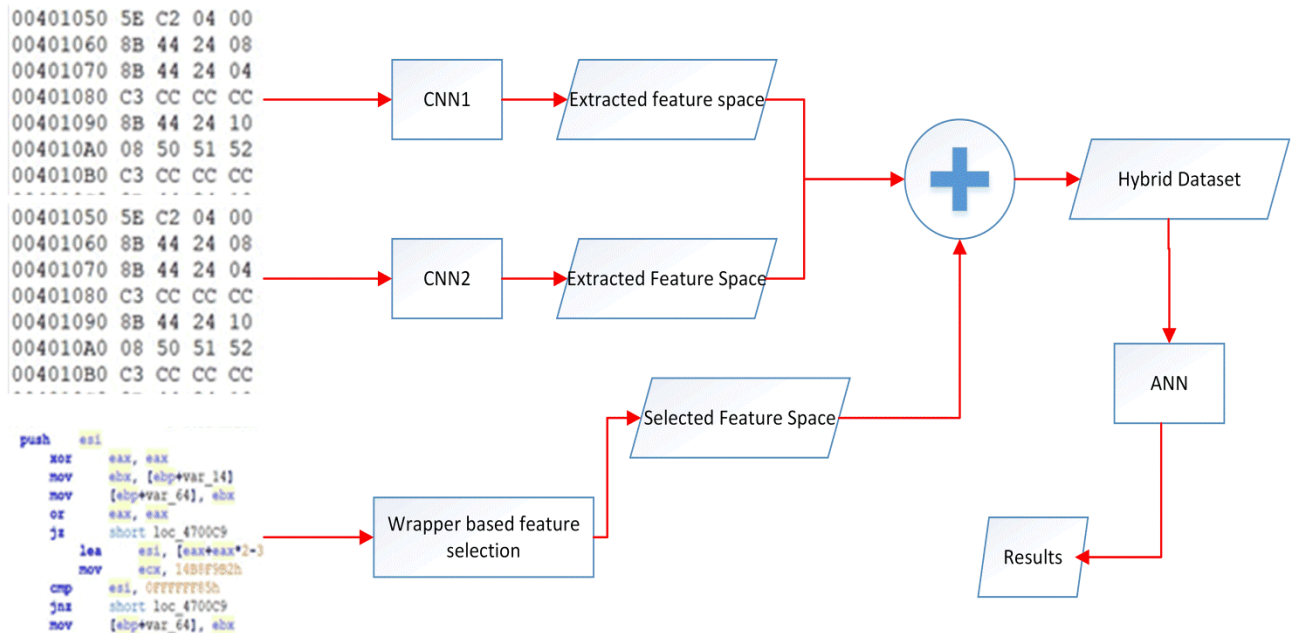 00401050 5E C2 04 00
00401060 8B 44 24 08
00401070 8B 44 24 04
00401080 C3 CC CC CC
00401090 8B 44 24 10
004010A0 08 50 51 52
004010B0 C3 CC CC CC
CNN1
Extracted feature space
00401050 5E C2 04 00
00401060 8B 44 24 08
00401070 8B 44 24 04
00401080 C3 CC CC CC
00401090 8B 44 24 10
004010A0 08 50 51 52
004010B0 C3 CC CC CC
CNN2
Extracted Feature Space
Hybrid Dataset
ANN
Results
Selected Feature Space
Wrapper based feature
selection
push esi
xor eax, eax
mov ebx, [ebp+var_14]
mov [ebp+var_64], ebx
or eax, eax
jz short loc_4700C9
lea esi, [eax+eax*2-3
mov ecx, 14B8F9B2h
cmp esi, 0FFFFFF85h
jnz short loc_4700C9
mov [ebp+var_64], ebx